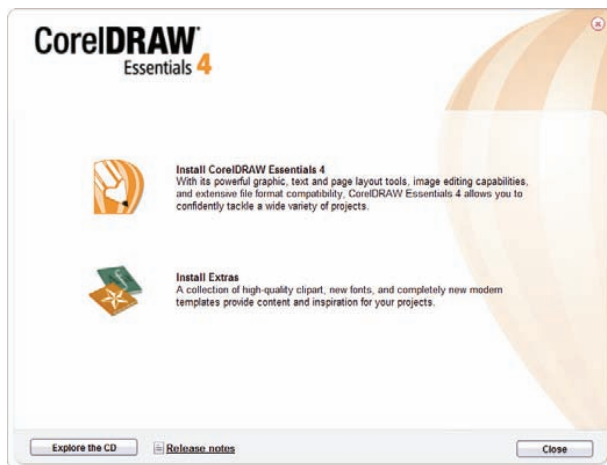 CorelDRAW
Essentials 4
Install CorelDRAW Essentials 4
With its powerful graphic, text and page layout tools, image editing capabilities,
and extensive file format compatibility, CorelDRAW Essentials 4 allows you to
confidently tackle a wide variety of projects.
Install Extras
A collection of high-quality clipart, new fonts, and completely new modern
templates provide content and inspiration for your projects.
Explore the CD
Release notes
Close